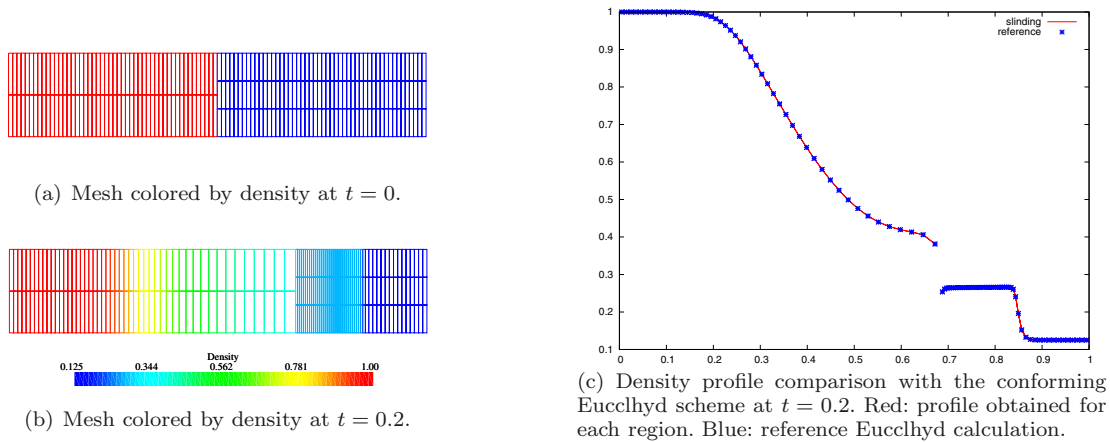 (a) Mesh colored by density at t = 0.
Density
0.125 0.344 0.562 0.781 1.00
(b) Mesh colored by density at t = 0.2.
slinding
reference
1
0.9
0.8
0.7
0.6
0.5
0.4
0.3
0.2
0.1
0 0.1 0.2 0.3 0.4 0.5 0.6 0.7 0.8 0.9 1
(c) Density profile comparison with the conforming
Eucclhyd scheme at t = 0.2. Red: profile obtained for
each region. Blue: reference Eucclhyd calculation.